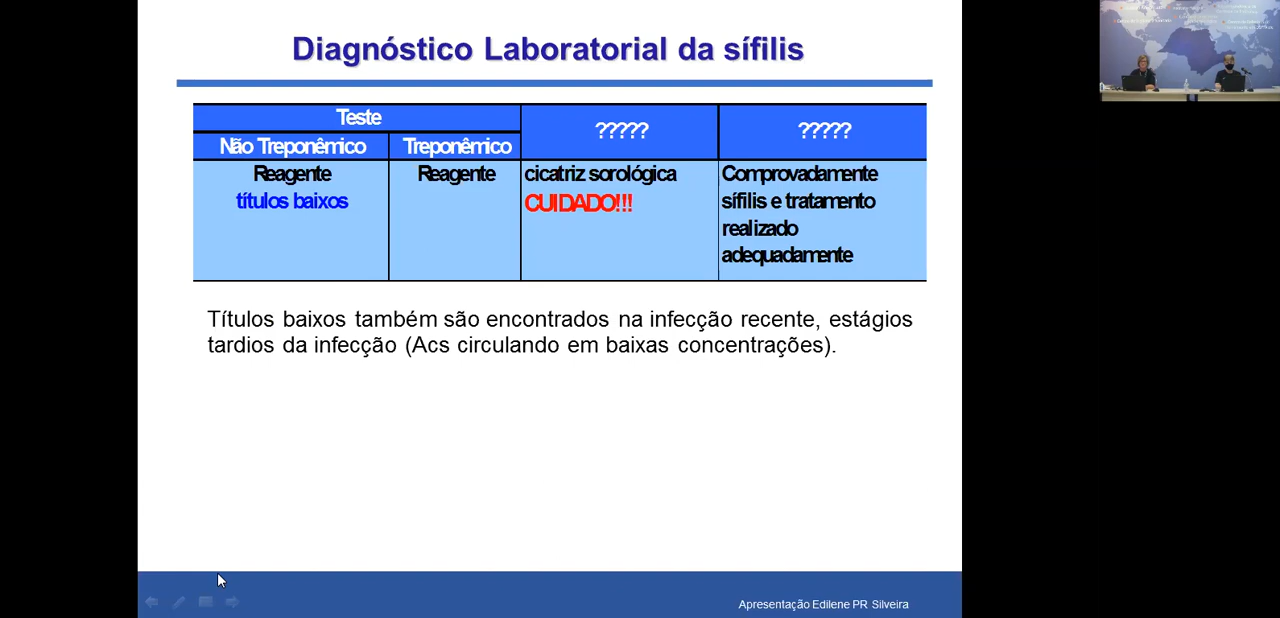 Diagnóstico Laboratorial da sífilis
Teste
?????
?????
Não Treponêmico
Treponêmico
Reagente
títulos baixos
Reagente
cicatriz sorológica
CUIDADO!!!
Comprovadamente
sífilis e tratamento
realizado
adequadamente
Títulos baixos também são encontrados na infecção recente, estágios
tardios da infecção (Acs circulando em baixas concentrações).
Apresentação Edilene PR Silveira